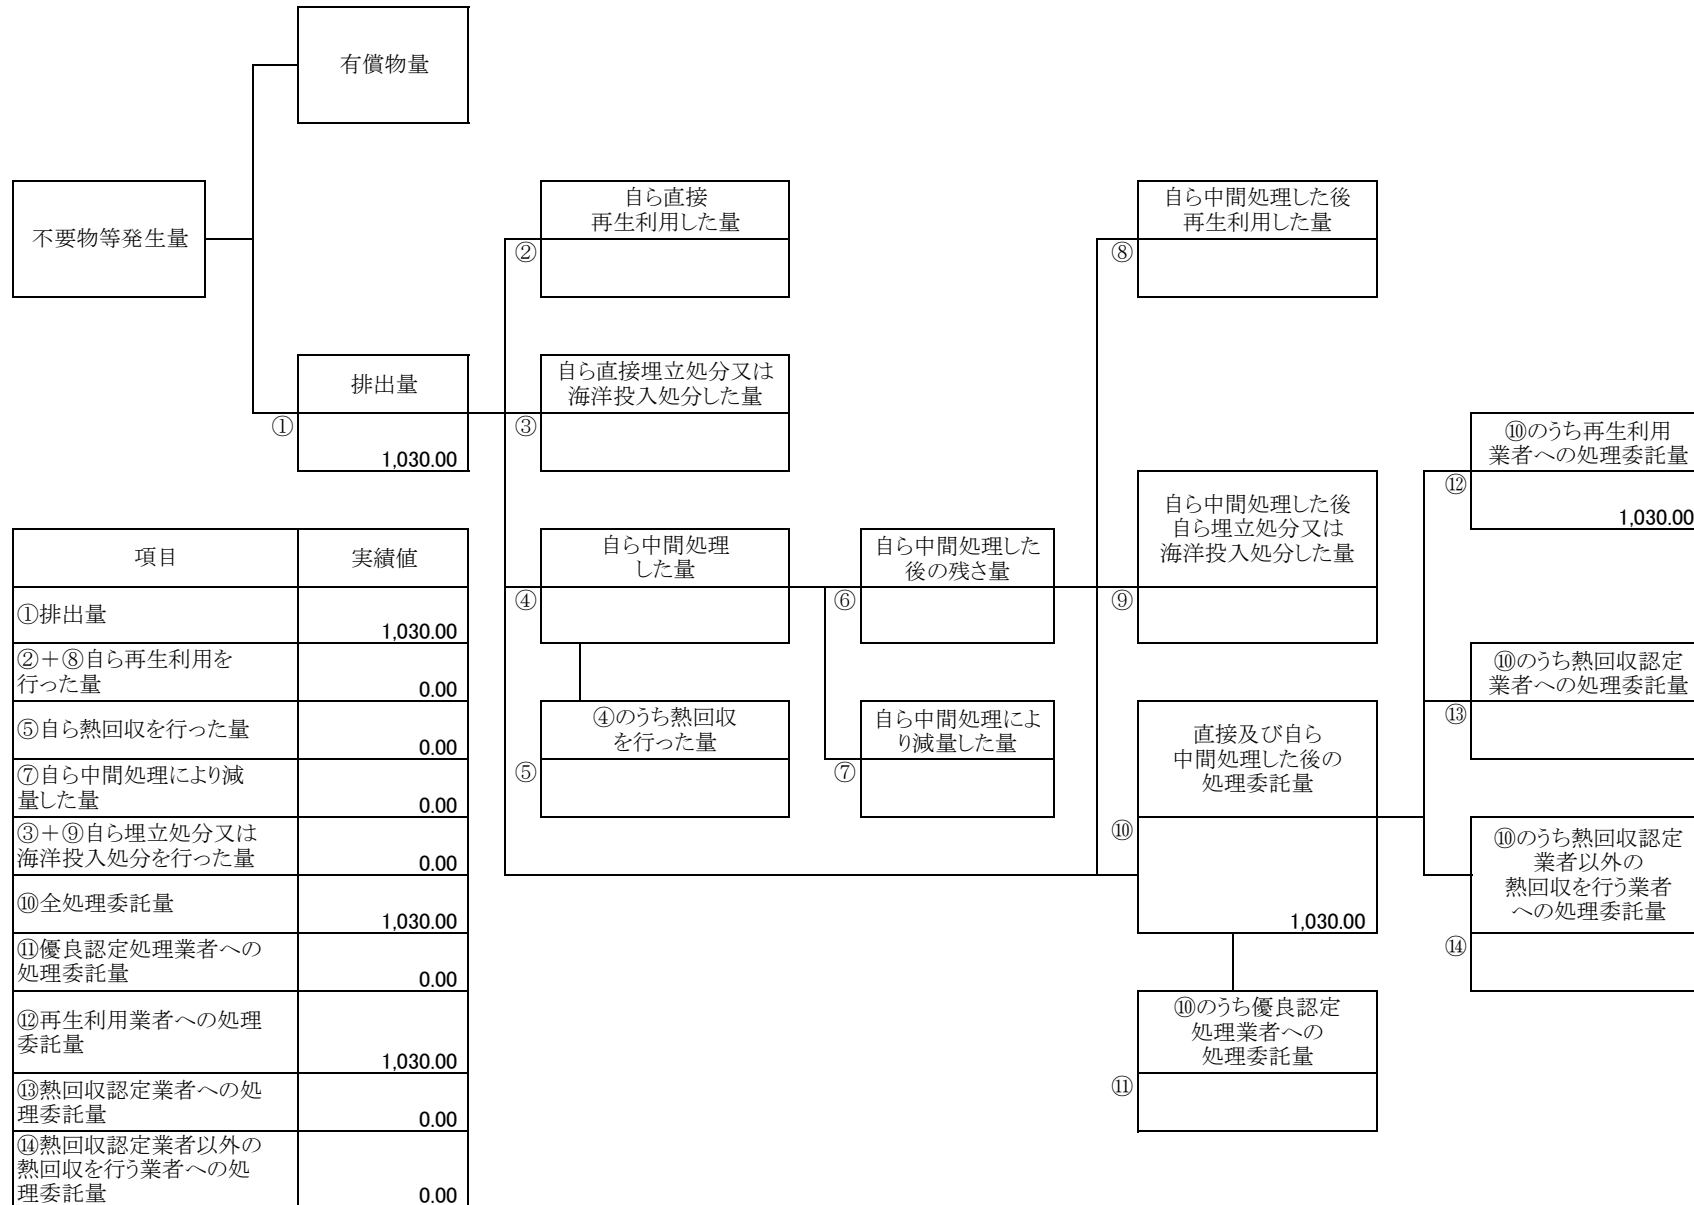 有償物量
不要物等発生量
自ら直接
再生利用した量
②
自ら中間処理した後
再生利用した量
⑧
排出量
①
1,030.00
自ら直接埋立処分又は
海洋投入処分した量
③
⑩のうち再生利用
業者への処理委託量
⑫
1,030.00
自ら中間処理
した量
④
自ら中間処理した
後の残さ量
⑥
自ら中間処理した後
自ら埋立処分又は
海洋投入処分した量
⑨
⑩のうち熱回収認定
業者への処理委託量
⑬
④のうち熱回収
を行った量
⑤
自ら中間処理によ
り減量した量
⑦
直接及び自ら
中間処理した後の
処理委託量
⑩
1,030.00
⑩のうち熱回収認定
業者以外の
熱回収を行う業者
への処理委託量
⑭
⑩のうち優良認定
処理業者への
処理委託量
⑪
項目 実績値
①排出量
1,030.00
②＋⑧自ら再生利用を
行った量 0.00
⑤自ら熱回収を行った量
0.00
⑦自ら中間処理により減
量した量 0.00
③＋⑨自ら埋立処分又は
海洋投入処分を行った量 0.00
⑩全処理委託量
1,030.00
⑪優良認定処理業者への
処理委託量 0.00
⑫再生利用業者への処理
委託量
1,030.00
⑬熱回収認定業者への処
理委託量 0.00
⑭熱回収認定業者以外の
熱回収を行う業者への処
理委託量 0.00